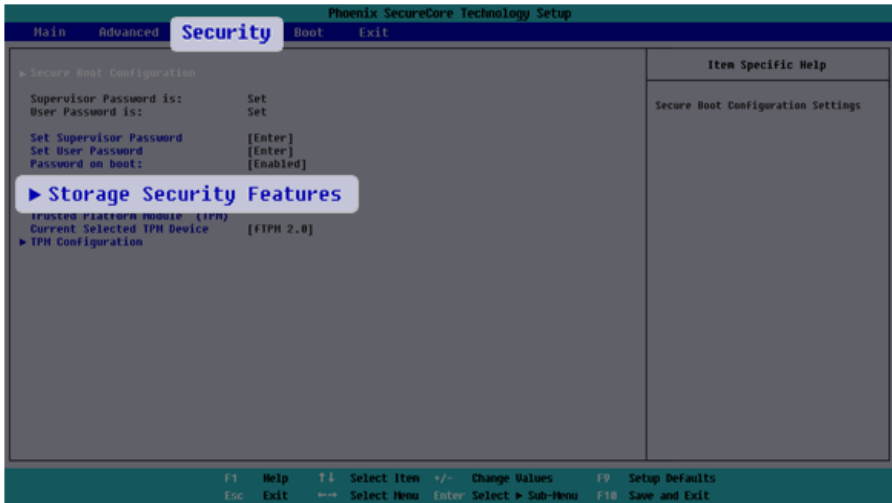 Phoenix SecureCore Technology Setup
Main Advanced Security Boot Exit
Item Specific Help
▶ Secure Boot Configuration
Supervisor Password is: Set
User Password is: Set
Secure Boot Configuration Settings
Set Supervisor Password [Enter]
Set User Password [Enter]
Password on boot: [Enabled]
▶ Storage Security Features
Trusted Platform Module (TPM)
Current Selected TPM Device [fTPM 2.0]
▶ TPM Configuration
F1 Help ↑↓ Select Item +/- Change Values F9 Setup Defaults
Esc Exit ←→ Select Menu Enter Select ▶ Sub-Menu F10 Save and Exit